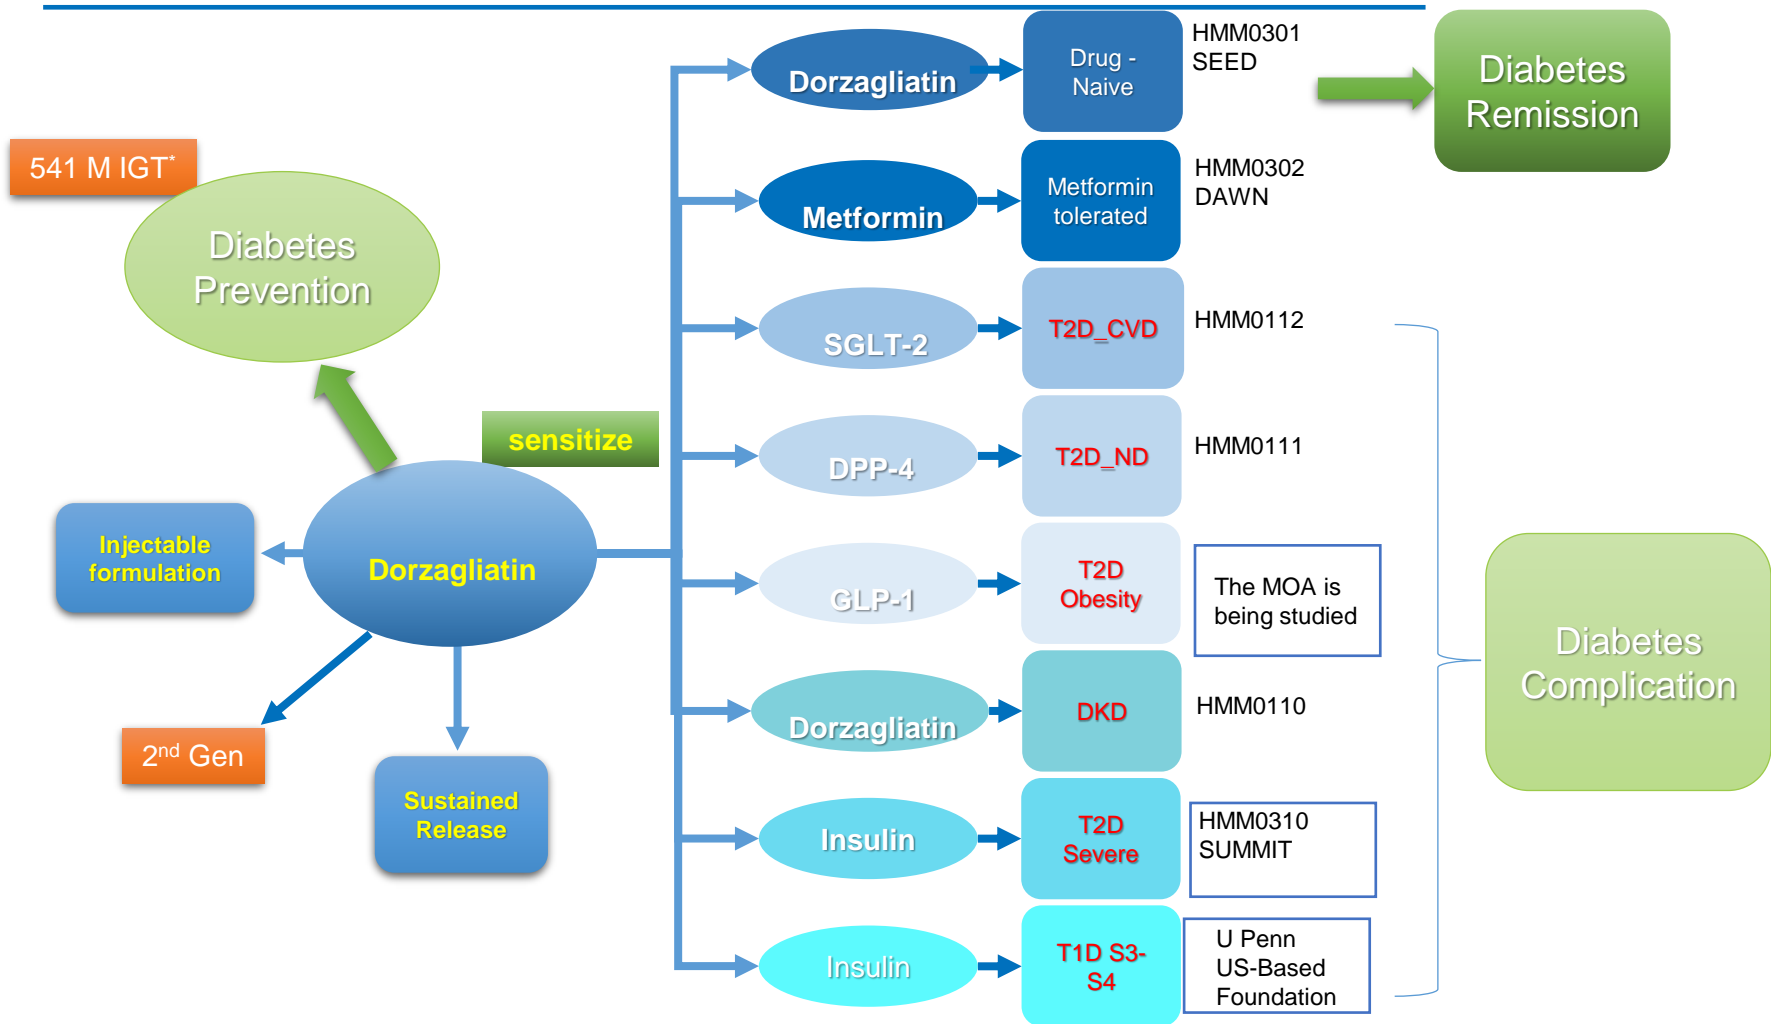 Dorzagliatin
Drug -
Naive
HMM0301
SEED
Diabetes
Remission
541 M IGT*
Diabetes
Prevention
Metformin
Metformin
tolerated
HMM0302
DAWN
SGLT-2
T2D_CVD
HMM0112
sensitize
DPP-4
T2D_ND
HMM0111
Injectable
formulation
Dorzagliatin
GLP-1
T2D
Obesity
The MOA is
being studied
Diabetes
Complication
Dorzagliatin
DKD
HMM0110
2nd Gen
Sustained
Release
Insulin
T2D
Severe
HMM0310
SUMMIT
Insulin
T1D S3-
S4
U Penn
US-Based
Foundation